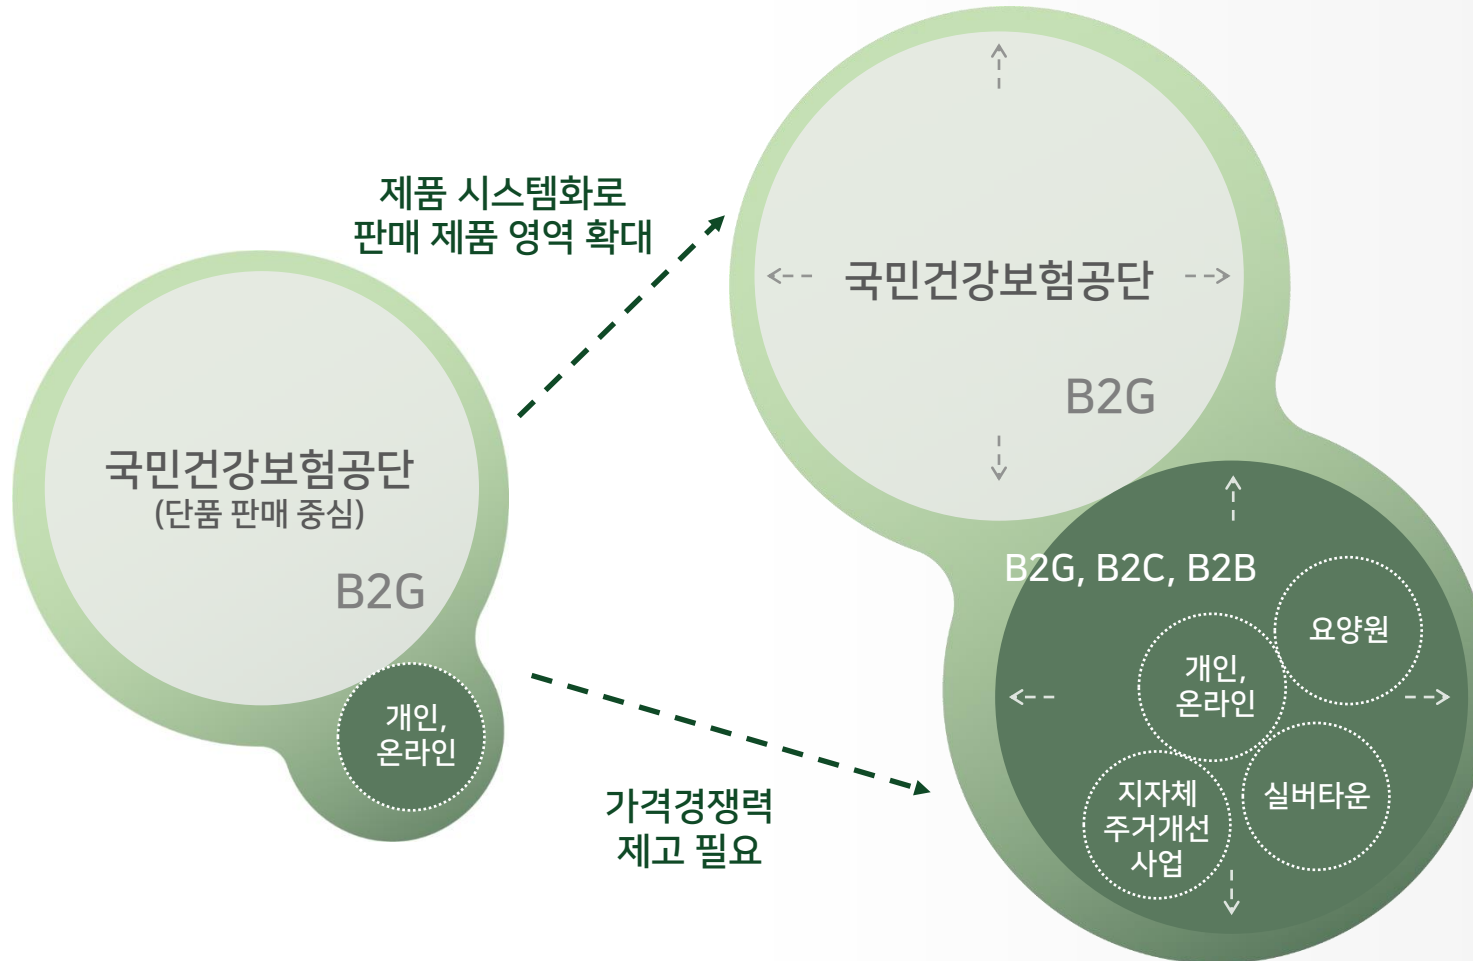 제품 시스템화로
판매 제품 영역 확대
국민건강보험공단
(단품 판매 중심)
B2G
개인,
온라인
가격경쟁력
제고 필요
국민건강보험공단
B2G
B2G, B2C, B2B
요양원
개인,
온라인
실버타운
지자체
주거개선
사업